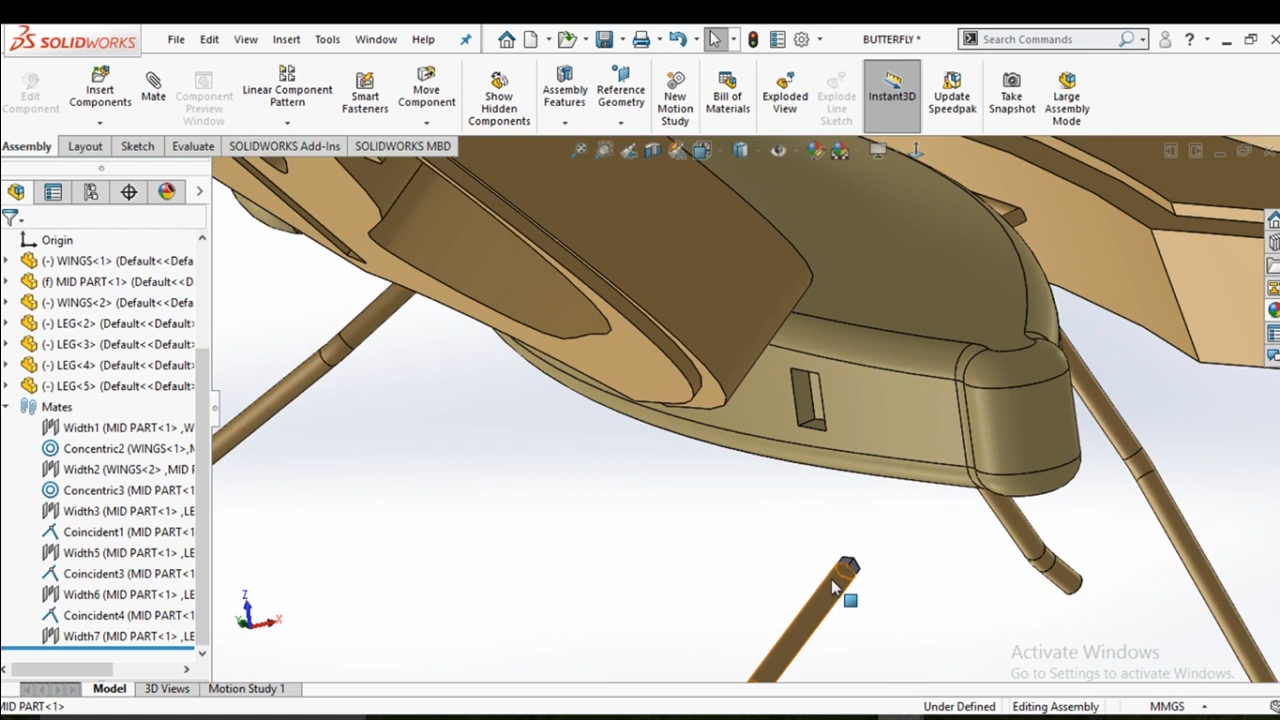 SOLIDWORKS File Edit View Insert Tools Window Help BUTTERFLY * Search Commands ?
Edit Component
Insert Components
Mate
Component Preview Window
Linear Component Pattern
Smart Fasteners
Move Component
Show Hidden Components
Assembly Features
Reference Geometry
New Motion Study
Bill of Materials
Exploded View
Explode Line Sketch
Instant3D
Update Speedpak
Take Snapshot
Large Assembly Mode
Assembly Layout Sketch Evaluate SOLIDWORKS Add-Ins SOLIDWORKS MBD
Origin
(-) WINGS<1> (Default<<Defa
(f) MID PART<1> (Default<<D
(-) WINGS<2> (Default<<Defa
(-) LEG<2> (Default<<Default>
(-) LEG<3> (Default<<Default>
(-) LEG<4> (Default<<Default>
(-) LEG<5> (Default<<Default>
Mates
Width1 (MID PART<1> ,W
Concentric2 (WINGS<1>,M
Width2 (WINGS<2> ,MID P
Concentric3 (MID PART<1
Width3 (MID PART<1> ,LE
Coincident1 (MID PART<1
Width5 (MID PART<1> ,LE
Coincident3 (MID PART<1
Width6 (MID PART<1> ,LE
Coincident4 (MID PART<1
Width7 (MID PART<1> ,LE
Z
Y X
Activate Windows
Go to Settings to activate Windows.
Model 3D Views Motion Study 1
MID PART<1> Under Defined Editing Assembly MMGS